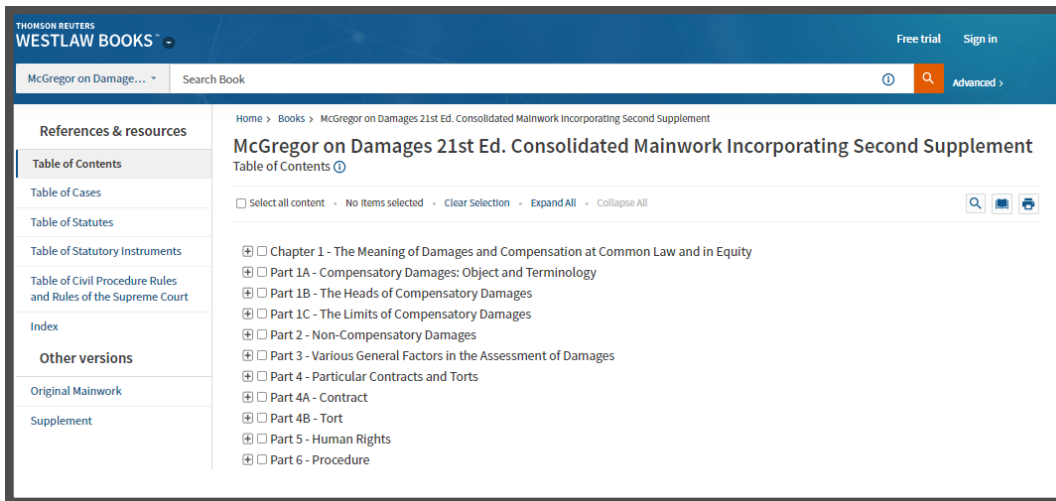 THOMSON REUTERS
WESTLAW BOOKS™
Free trial Sign in
McGregor on Damage... Search Book Advanced >
References & resources
Table of Contents
Table of Cases
Table of Statutes
Table of Statutory Instruments
Table of Civil Procedure Rules
and Rules of the Supreme Court
Index
Other versions
Original Mainwork
Supplement
Home > Books > McGregor on Damages 21st Ed. Consolidated Mainwork Incorporating Second Supplement
McGregor on Damages 21st Ed. Consolidated Mainwork Incorporating Second Supplement
Table of Contents
Select all content • No items selected • Clear Selection • Expand All • Collapse All
Chapter 1 - The Meaning of Damages and Compensation at Common Law and in Equity
Part 1A - Compensatory Damages: Object and Terminology
Part 1B - The Heads of Compensatory Damages
Part 1C - The Limits of Compensatory Damages
Part 2 - Non-Compensatory Damages
Part 3 - Various General Factors in the Assessment of Damages
Part 4 - Particular Contracts and Torts
Part 4A - Contract
Part 4B - Tort
Part 5 - Human Rights
Part 6 - Procedure